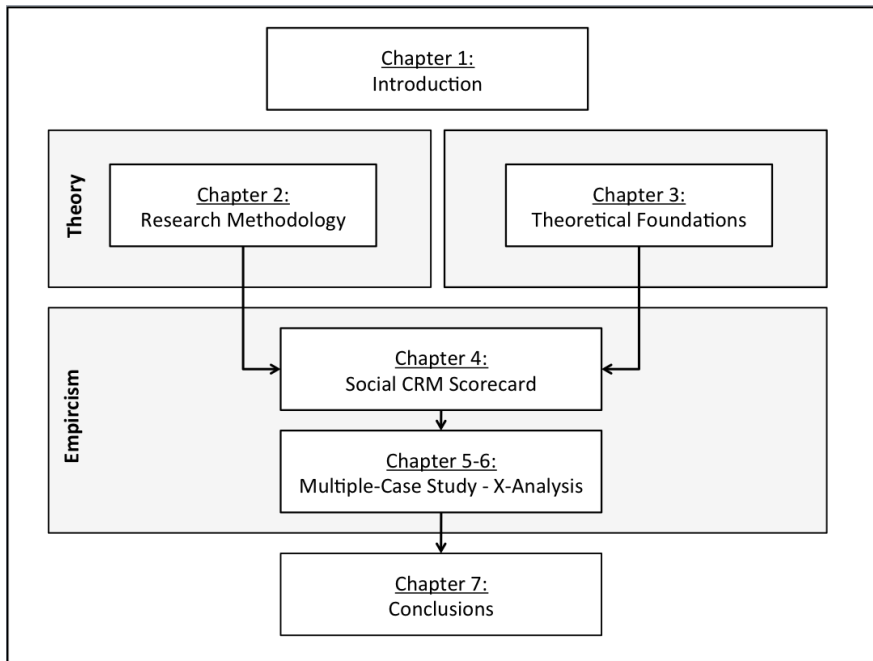 Chapter 1:
Introduction
Theory
Chapter 2:
Research Methodology
Chapter 3:
Theoretical Foundations
Empircism
Chapter 4:
Social CRM Scorecard
Chapter 5-6:
Multiple-Case Study - X-Analysis
Chapter 7:
Conclusions